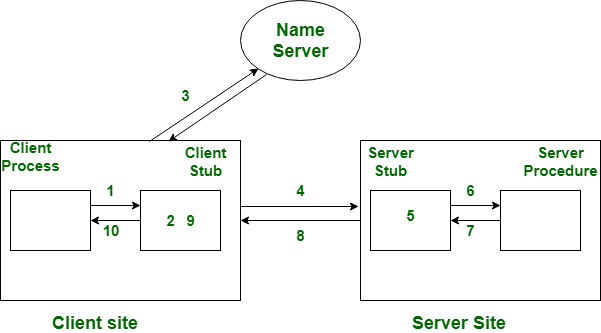 Name
Server
3
Client
Process
Client
Stub
Server
Stub
Server
Procedure
1
10
2 9
4
8
5
6
7
Client site
Server Site